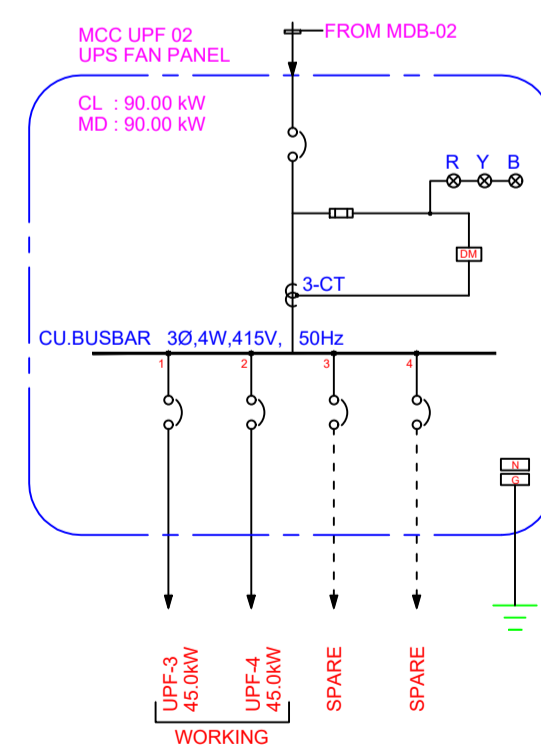 MCC UPF 02
UPS FAN PANEL
FROM MDB-02
CL : 90.00 kW
MD : 90.00 kW
R Y B
DM
3-CT
CU.BUSBAR 3Ø,4W,415V, 50Hz
1 2 3 4
N
G
UPF-3
45.0kW
UPF-4
45.0kW
SPARE
SPARE
WORKING